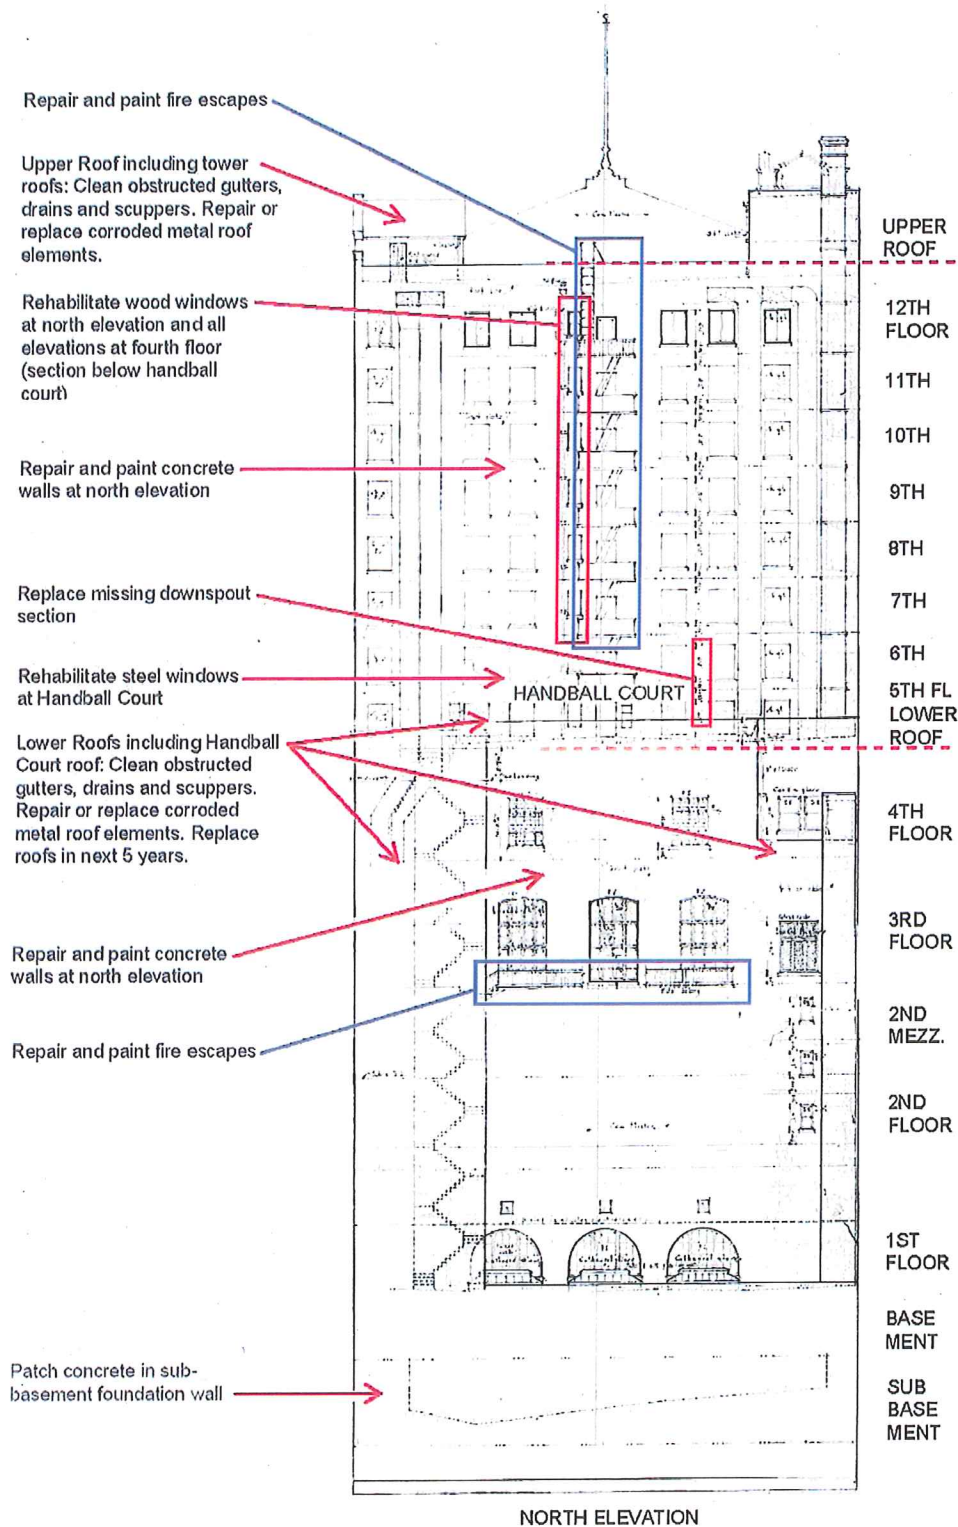 Repair and paint fire escapes
Upper Roof including tower
roofs: Clean obstructed gutters,
drains and scuppers. Repair or
replace corroded metal roof
elements.
Rehabilitate wood windows
at north elevation and all
elevations at fourth floor
(section below handball
court)
Repair and paint concrete
walls at north elevation
Replace missing downspout
section
Rehabilitate steel windows
at Handball Court
Lower Roofs including Handball
Court roof: Clean obstructed
gutters, drains and scuppers.
Repair or replace corroded
metal roof elements. Replace
roofs in next 5 years.
Repair and paint concrete
walls at north elevation
Repair and paint fire escapes
Patch concrete in sub-
basement foundation wall
HANDBALL COURT
UPPER
ROOF
12TH
FLOOR
11TH
10TH
9TH
8TH
7TH
6TH
5TH FL
LOWER
ROOF
4TH
FLOOR
3RD
FLOOR
2ND
MEZZ.
2ND
FLOOR
1ST
FLOOR
BASE
MENT
SUB
BASE
MENT
NORTH ELEVATION